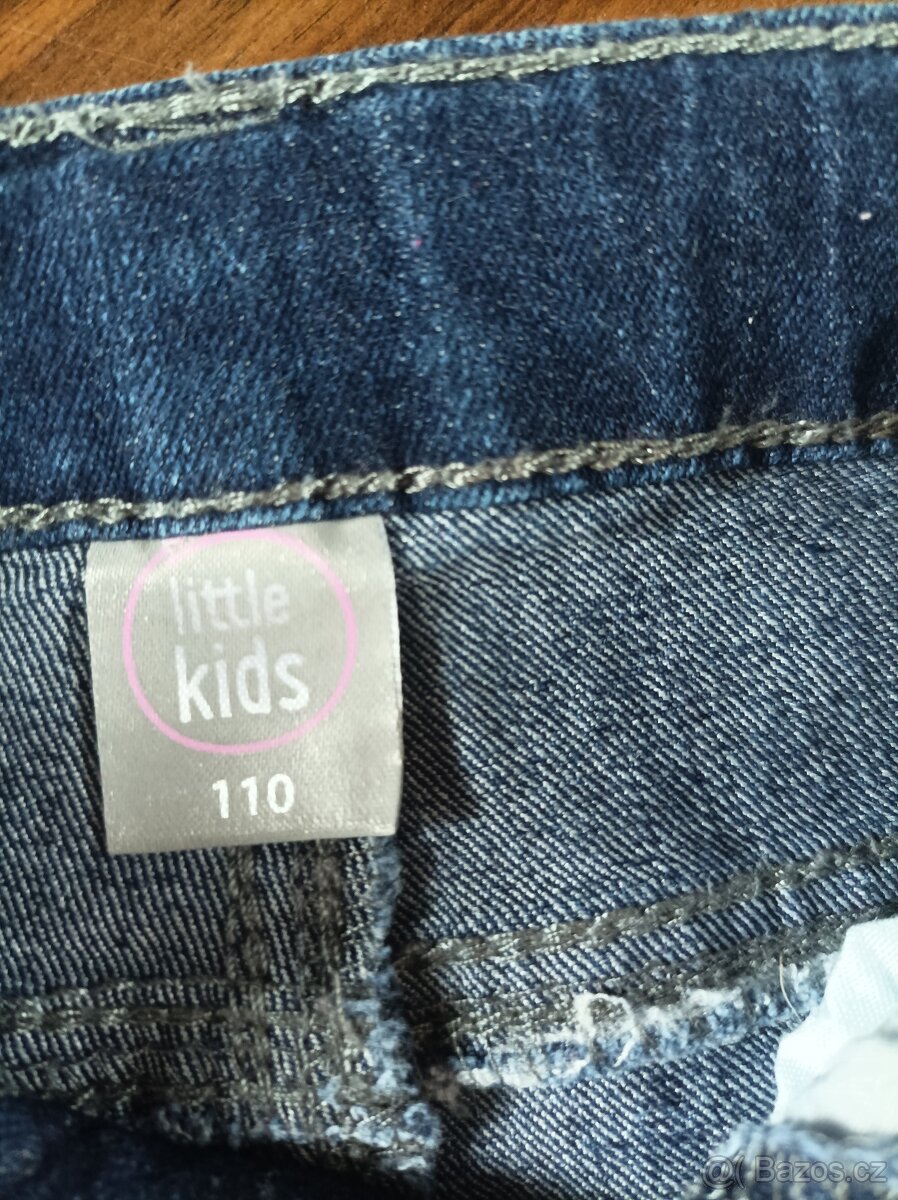 little
kids
110
@( Bazos.cz